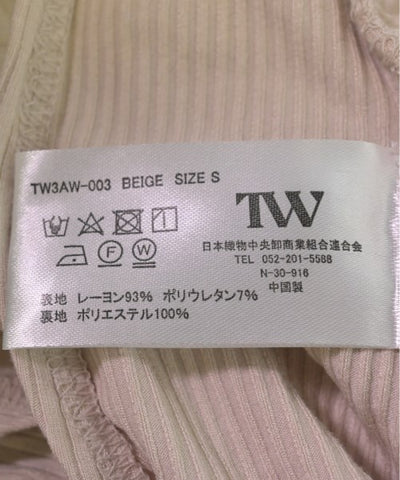 TW3AW-003 BEIGE SIZE S
TW
日本織物中央卸商業組合連合会
TEL 052-201-5588
N-30-916
中国製
F W
表地 レーヨン93% ポリウレタン7%
裏地 ポリエステル100%